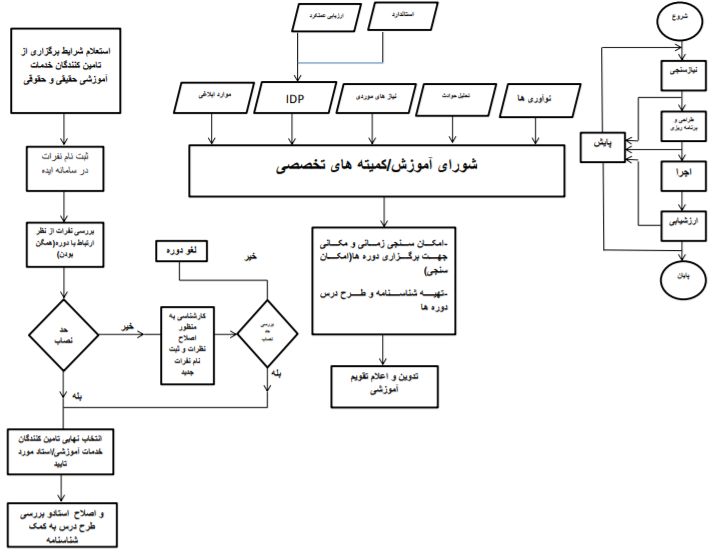 شروع
نیازسنجی
طراحی و
برنامه ریزی
اجرا
ارزشیابی
پایان
پایش
استاندارد
ارزیابی عملکرد
نوآوری ها
تحلیل حوادث
نیاز های موردی
IDP
موارد ابلاغی
شورای آموزش/کمیته های تخصصی
-امکان سنجی زمانی و مکانی
جهت برگزاری دوره ها(امکان
سنجی)
-تهیه شناسنامه و طرح درس
دوره ها
تدوین و اعلام تقویم
آموزشی
استعلام شرایط برگزاری از
تامین کنندگان خدمات
آموزشی حقیقی و حقوقی
ثبت نام نفرات
در سامانه ایده
بررسی نفرات از نظر
ارتباط با دوره(همگن
بودن)
حد
نصاب
خیر
بله
کارشناسی به
منظور
اصلاح
نظرات و ثبت
نام نفرات
جدید
بررسی
حد
نصاب
خیر
لغو دوره
بله
انتخاب نهایی تامین کنندگان
خدمات آموزشی/استاد مورد
تایید
و اصلاح استادو بررسی
طرح درس به کمک
شناسنامه